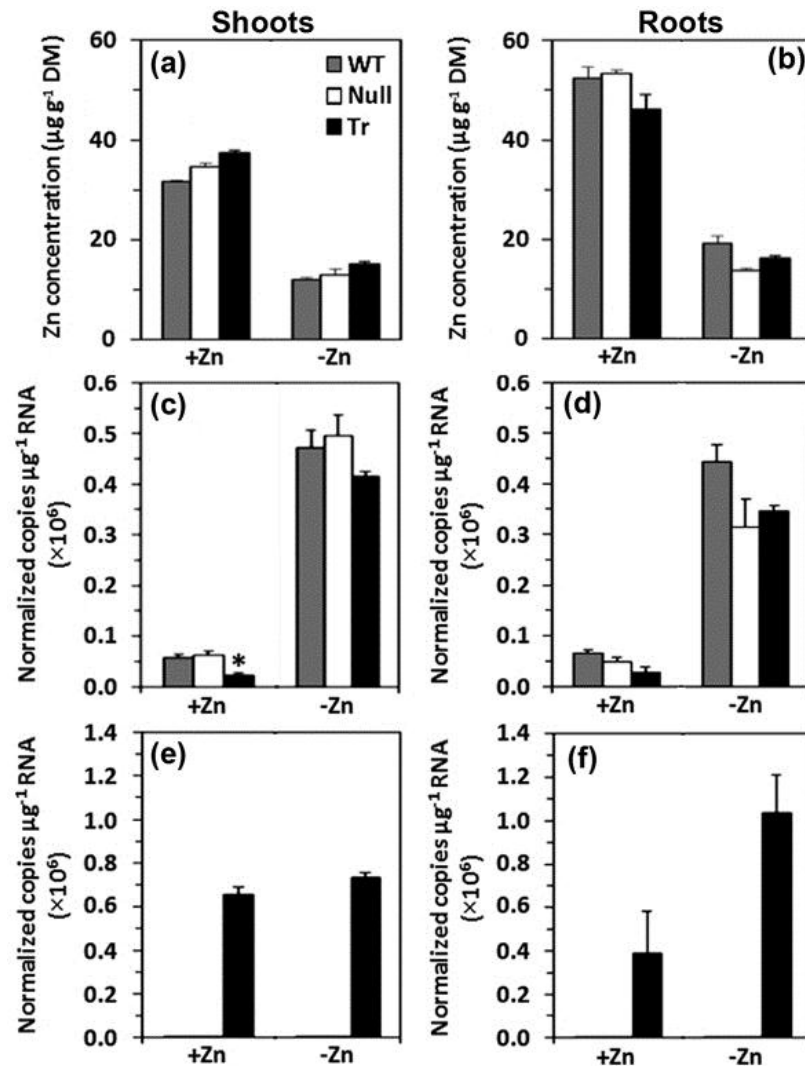 Shoots
Roots
Zn concentration (µg g⁻¹ DM)
60
40
20
0
(a)
WT
Null
Tr
+Zn
-Zn
Zn concentration (µg g⁻¹ DM)
60
40
20
0
(b)
+Zn
-Zn
Normalized copies µg⁻¹ RNA
(×10⁶)
0.6
0.5
0.4
0.3
0.2
0.1
0.0
(c)
*
+Zn
-Zn
Normalized copies µg⁻¹ RNA
(×10⁶)
0.6
0.5
0.4
0.3
0.2
0.1
0.0
(d)
+Zn
-Zn
Normalized copies µg⁻¹ RNA
(×10⁶)
1.4
1.2
1.0
0.8
0.6
0.4
0.2
0.0
(e)
+Zn
-Zn
Normalized copies µg⁻¹ RNA
(×10⁶)
1.4
1.2
1.0
0.8
0.6
0.4
0.2
0.0
(f)
+Zn
-Zn